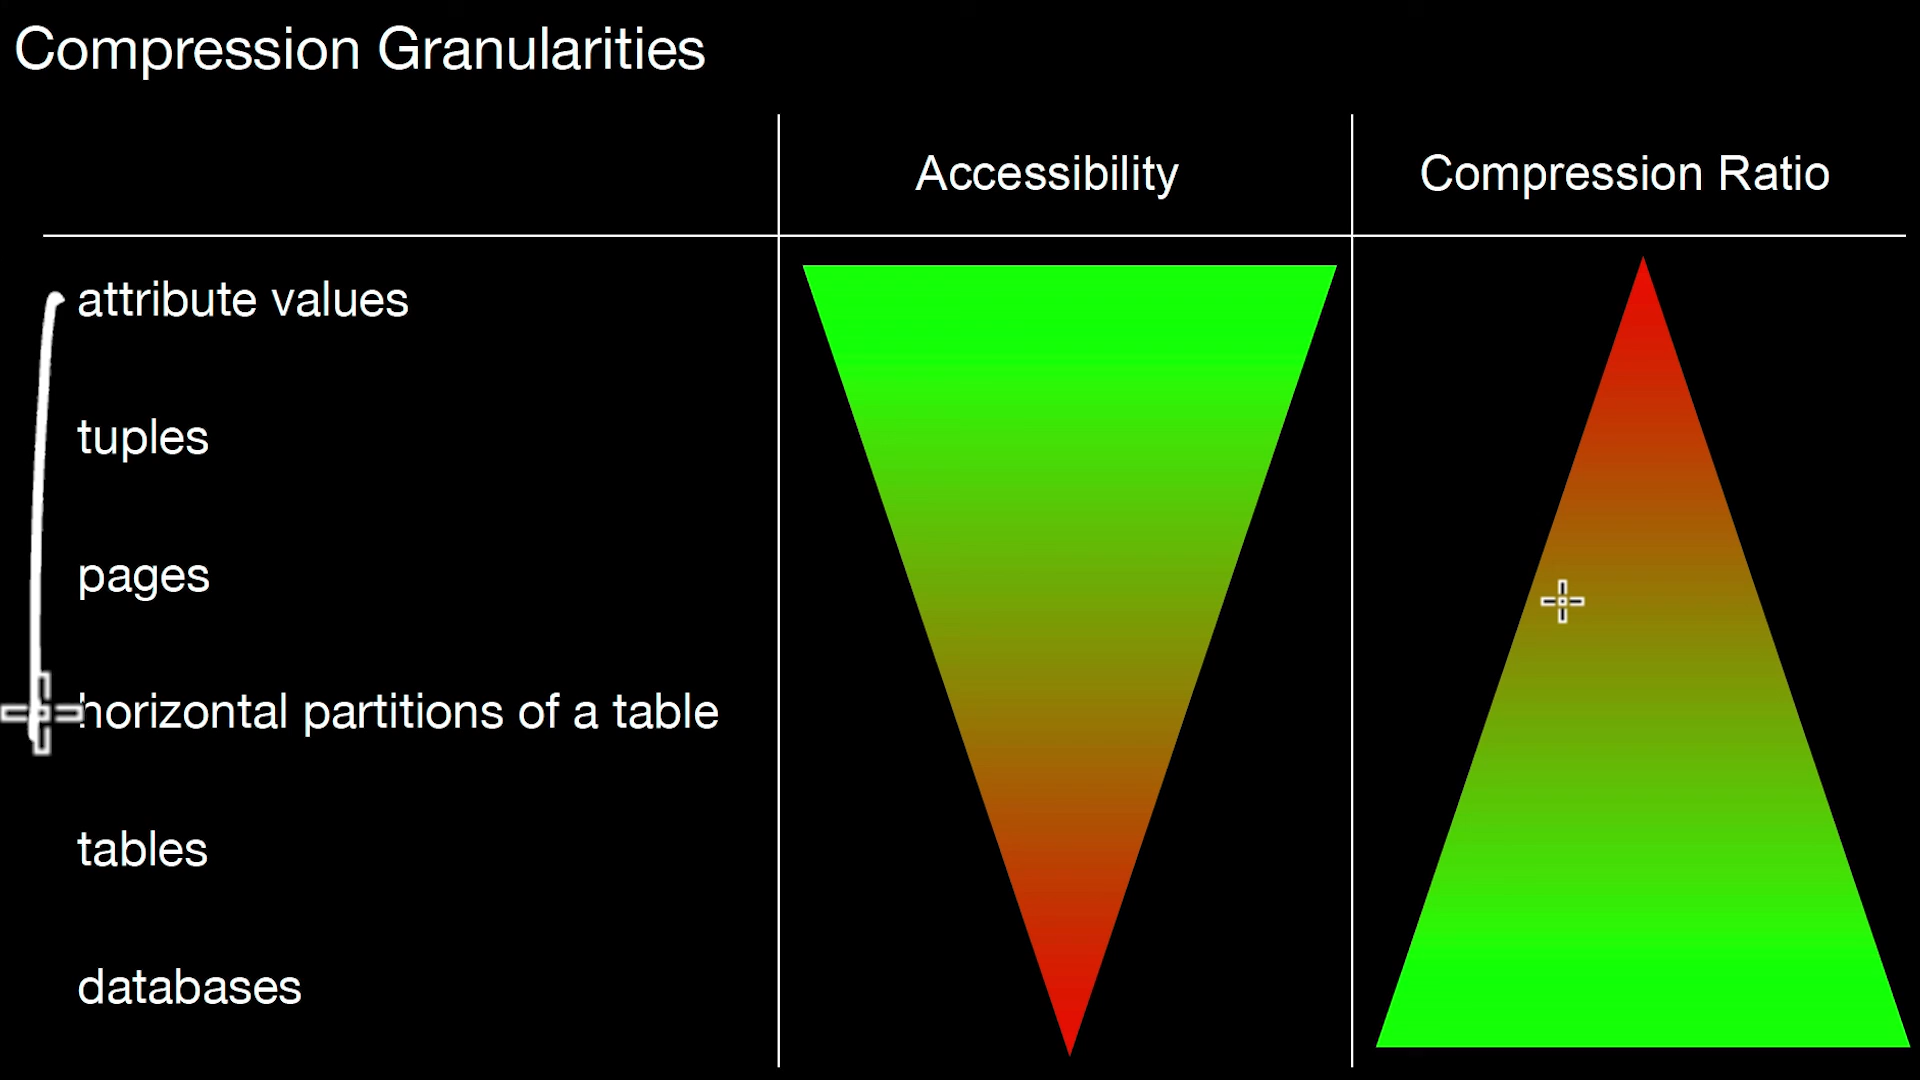 Compression Granularities
Accessibility
Compression Ratio
attribute values
tuples
pages
horizontal partitions of a table
tables
databases